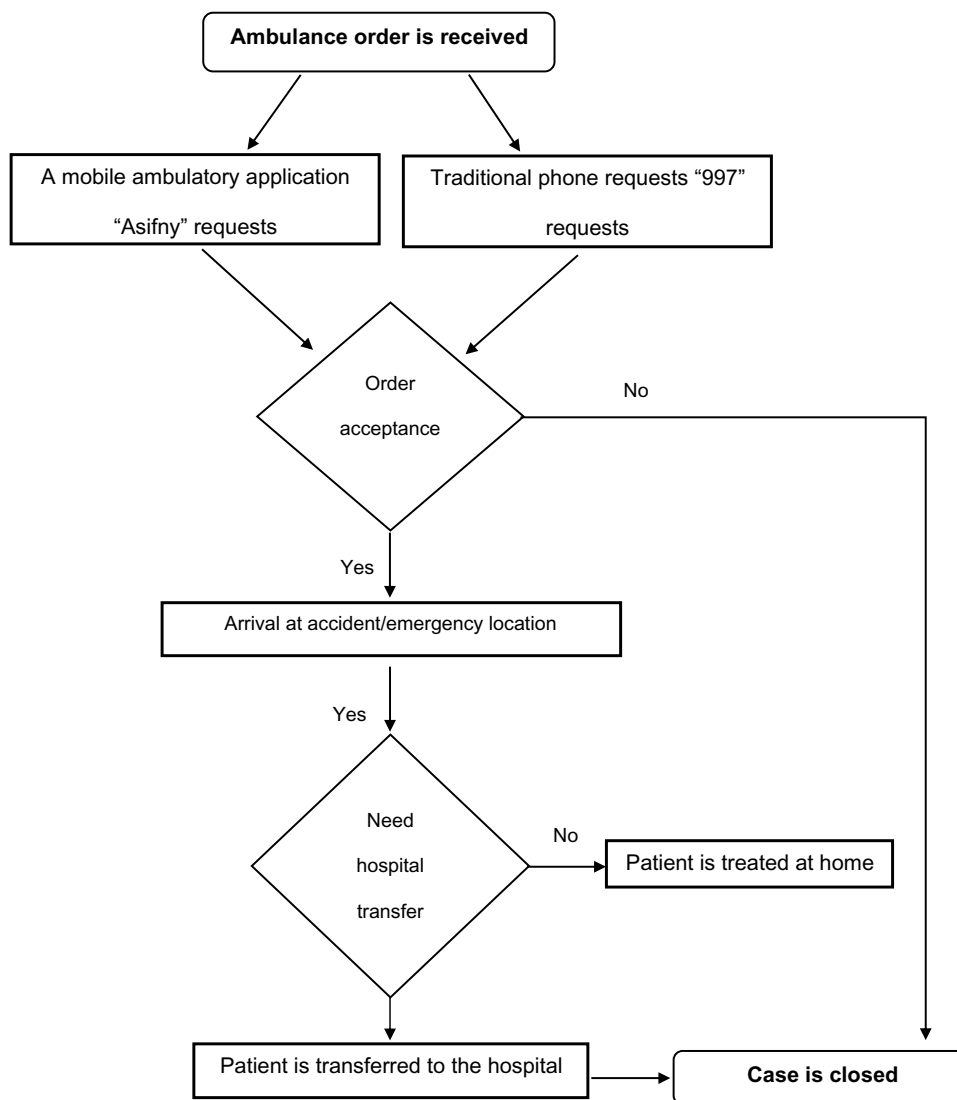 Ambulance order is received
A mobile ambulatory application
“Asifny” requests
Traditional phone requests “997”
requests
Order
acceptance
No
Yes
Arrival at accident/emergency location
Yes
Need
hospital
transfer
No
Patient is treated at home
Patient is transferred to the hospital
Case is closed